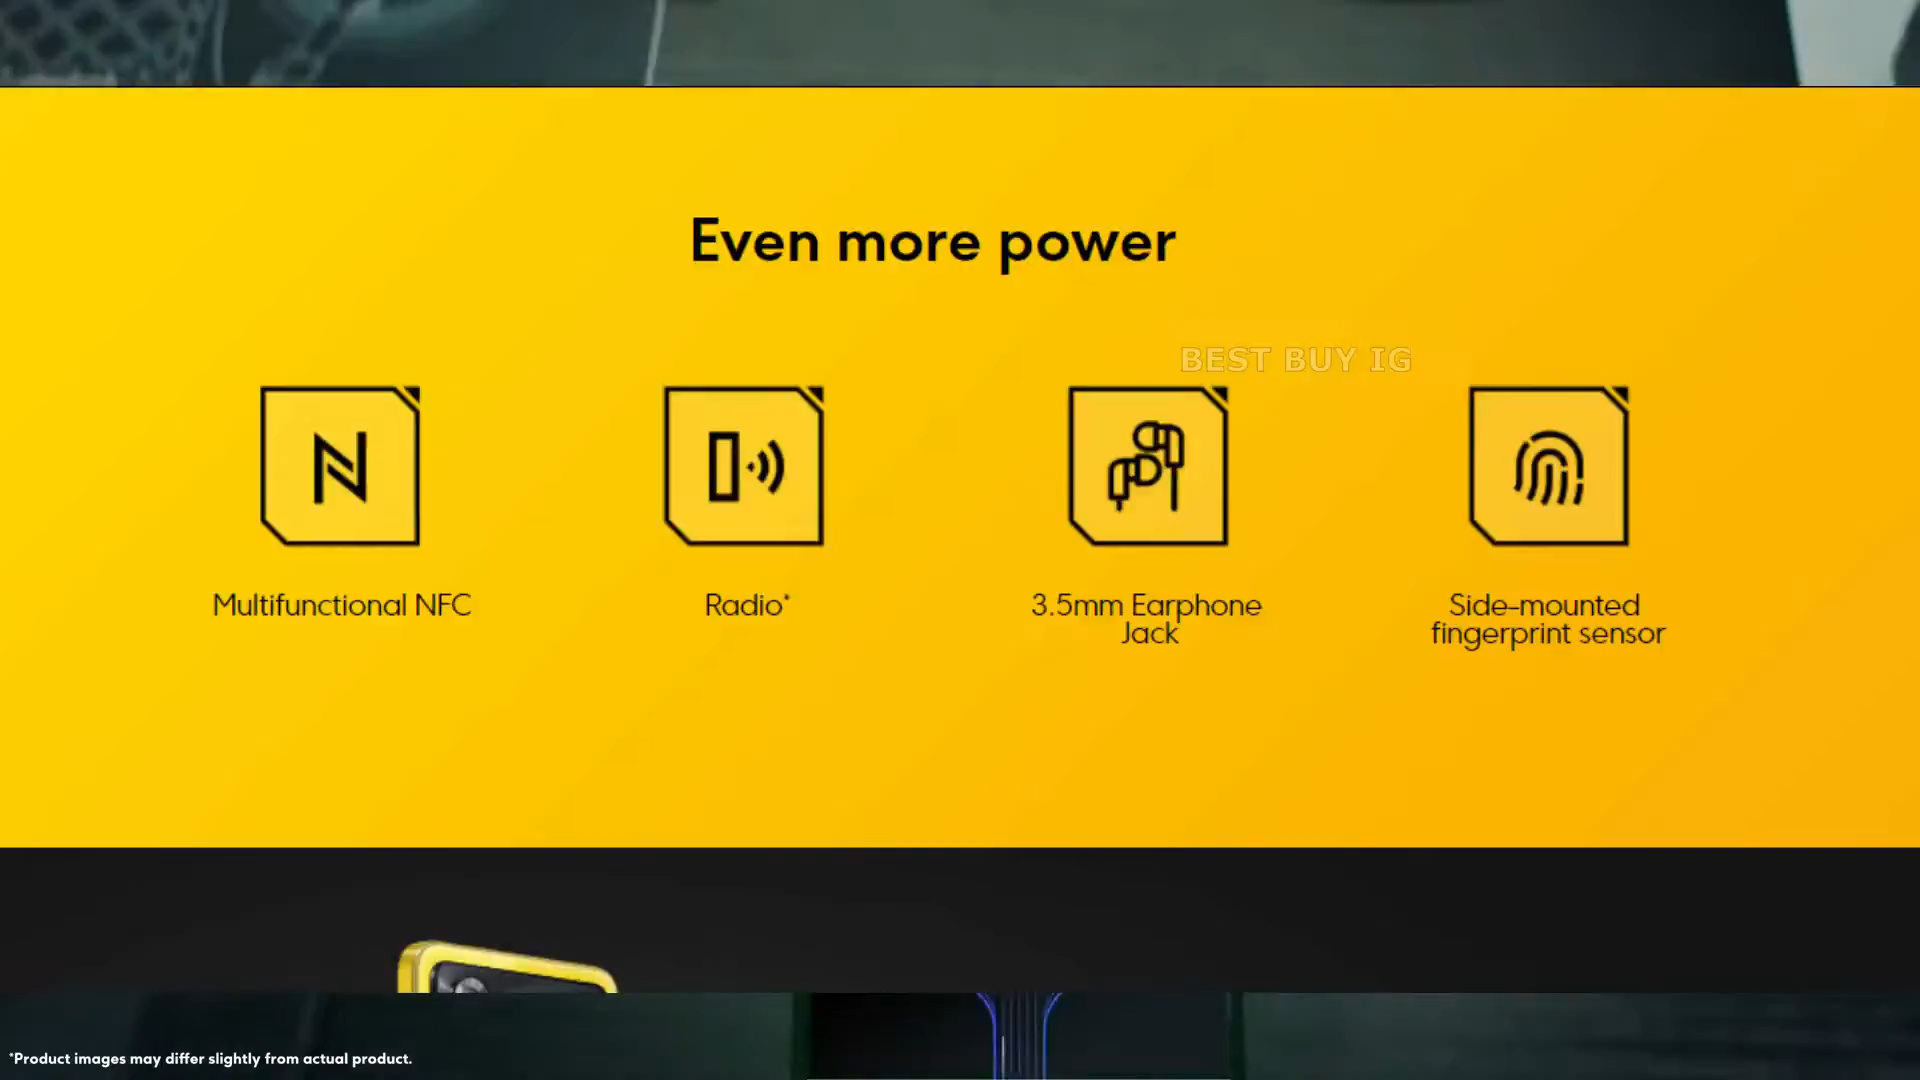 Even more power
BEST BUY IG
Multifunctional NFC
Radio*
3.5mm Earphone
Jack
Side-mounted
fingerprint sensor
*Product images may differ slightly from actual product.